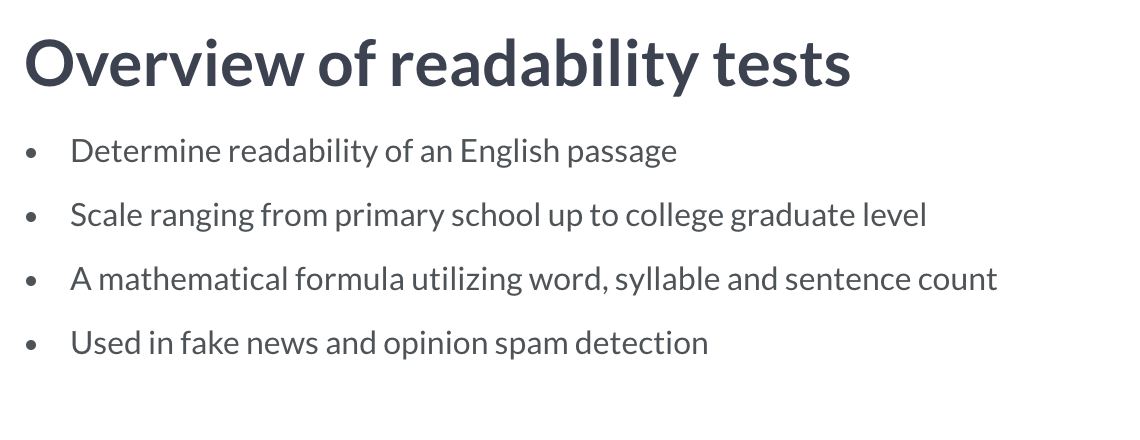 Overview of readability tests
• Determine readability of an English passage
• Scale ranging from primary school up to college graduate level
• A mathematical formula utilizing word, syllable and sentence count
• Used in fake news and opinion spam detection